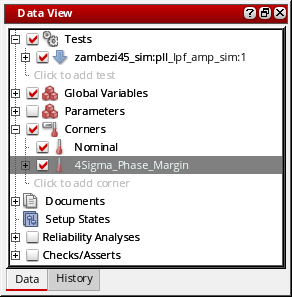 Data View
Tests
zambezi45_sim:pll_lpf_amp_sim:1
Click to add test
Global Variables
Parameters
Corners
Nominal
4Sigma_Phase_Margin
Click to add corner
Documents
Setup States
Reliability Analyses
Checks/Asserts
Data History